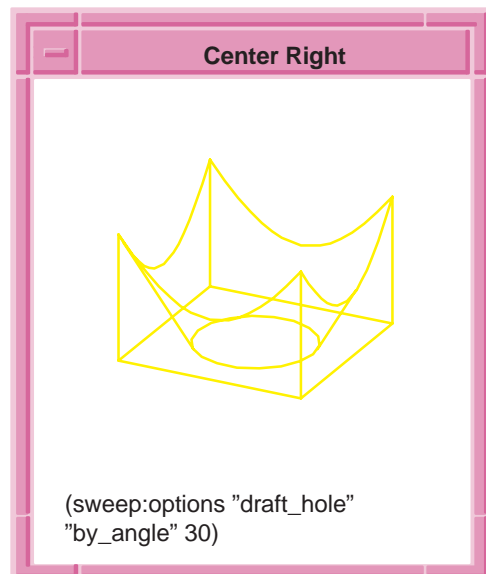 Center Right
(sweep:options ”draft_hole”
”by_angle” 30)